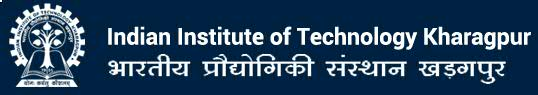 Indian Institute of Technology Kharagpur
भारतीय प्रौद्योगिकी संस्थान खड़गपुर